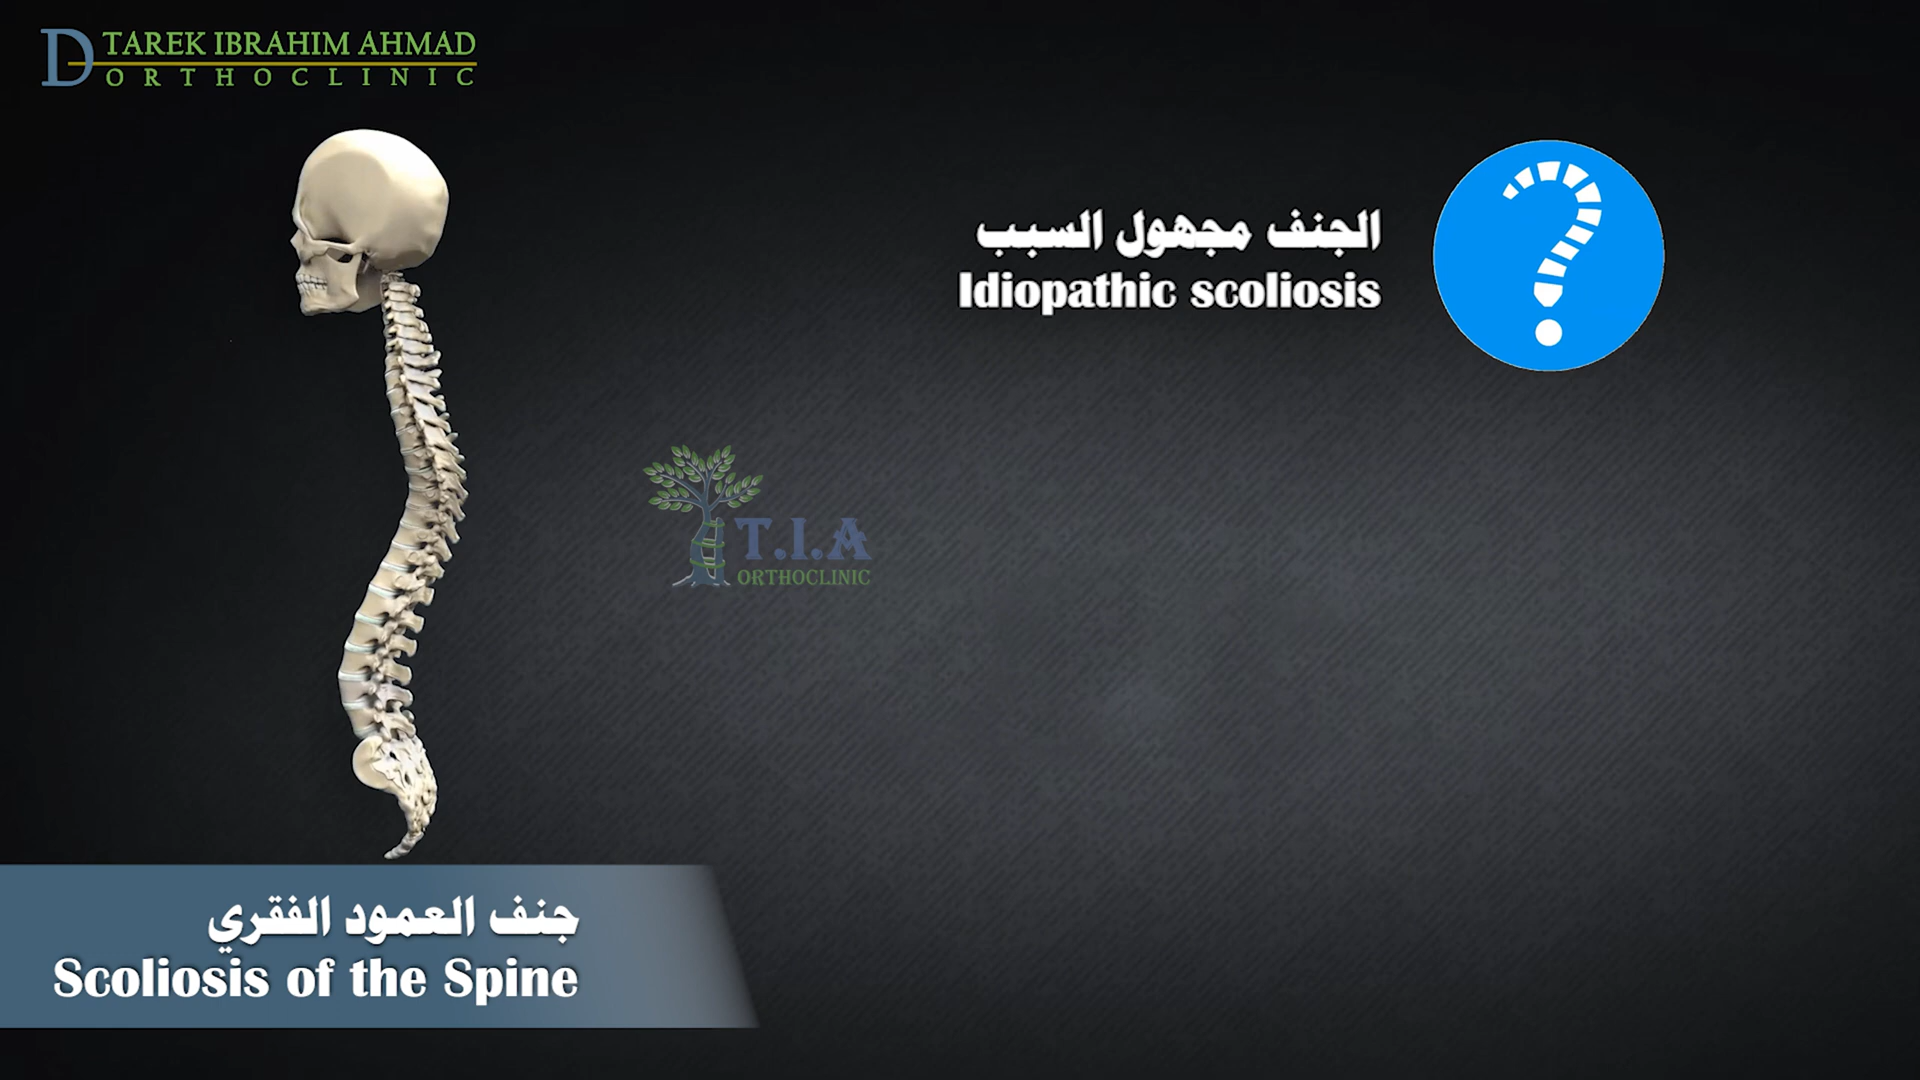 D TAREK IBRAHIM AHMAD
ORTHOCLINIC
الجنف مجهول السبب
Idiopathic scoliosis
?
T.I.A
ORTHOCLINIC
جنف العمود الفقري
Scoliosis of the Spine